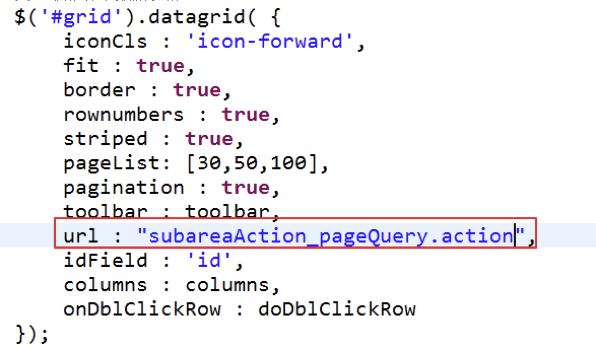 $('#grid').datagrid( {
iconCls : 'icon-forward',
fit : true,
border : true,
rownumbers : true,
striped : true,
pageList: [30,50,100],
pagination : true,
toolbar : toolbar,
url : "subareaAction_pageQuery.action",
idField : 'id',
columns : columns,
onDblClickRow : doDblClickRow
});